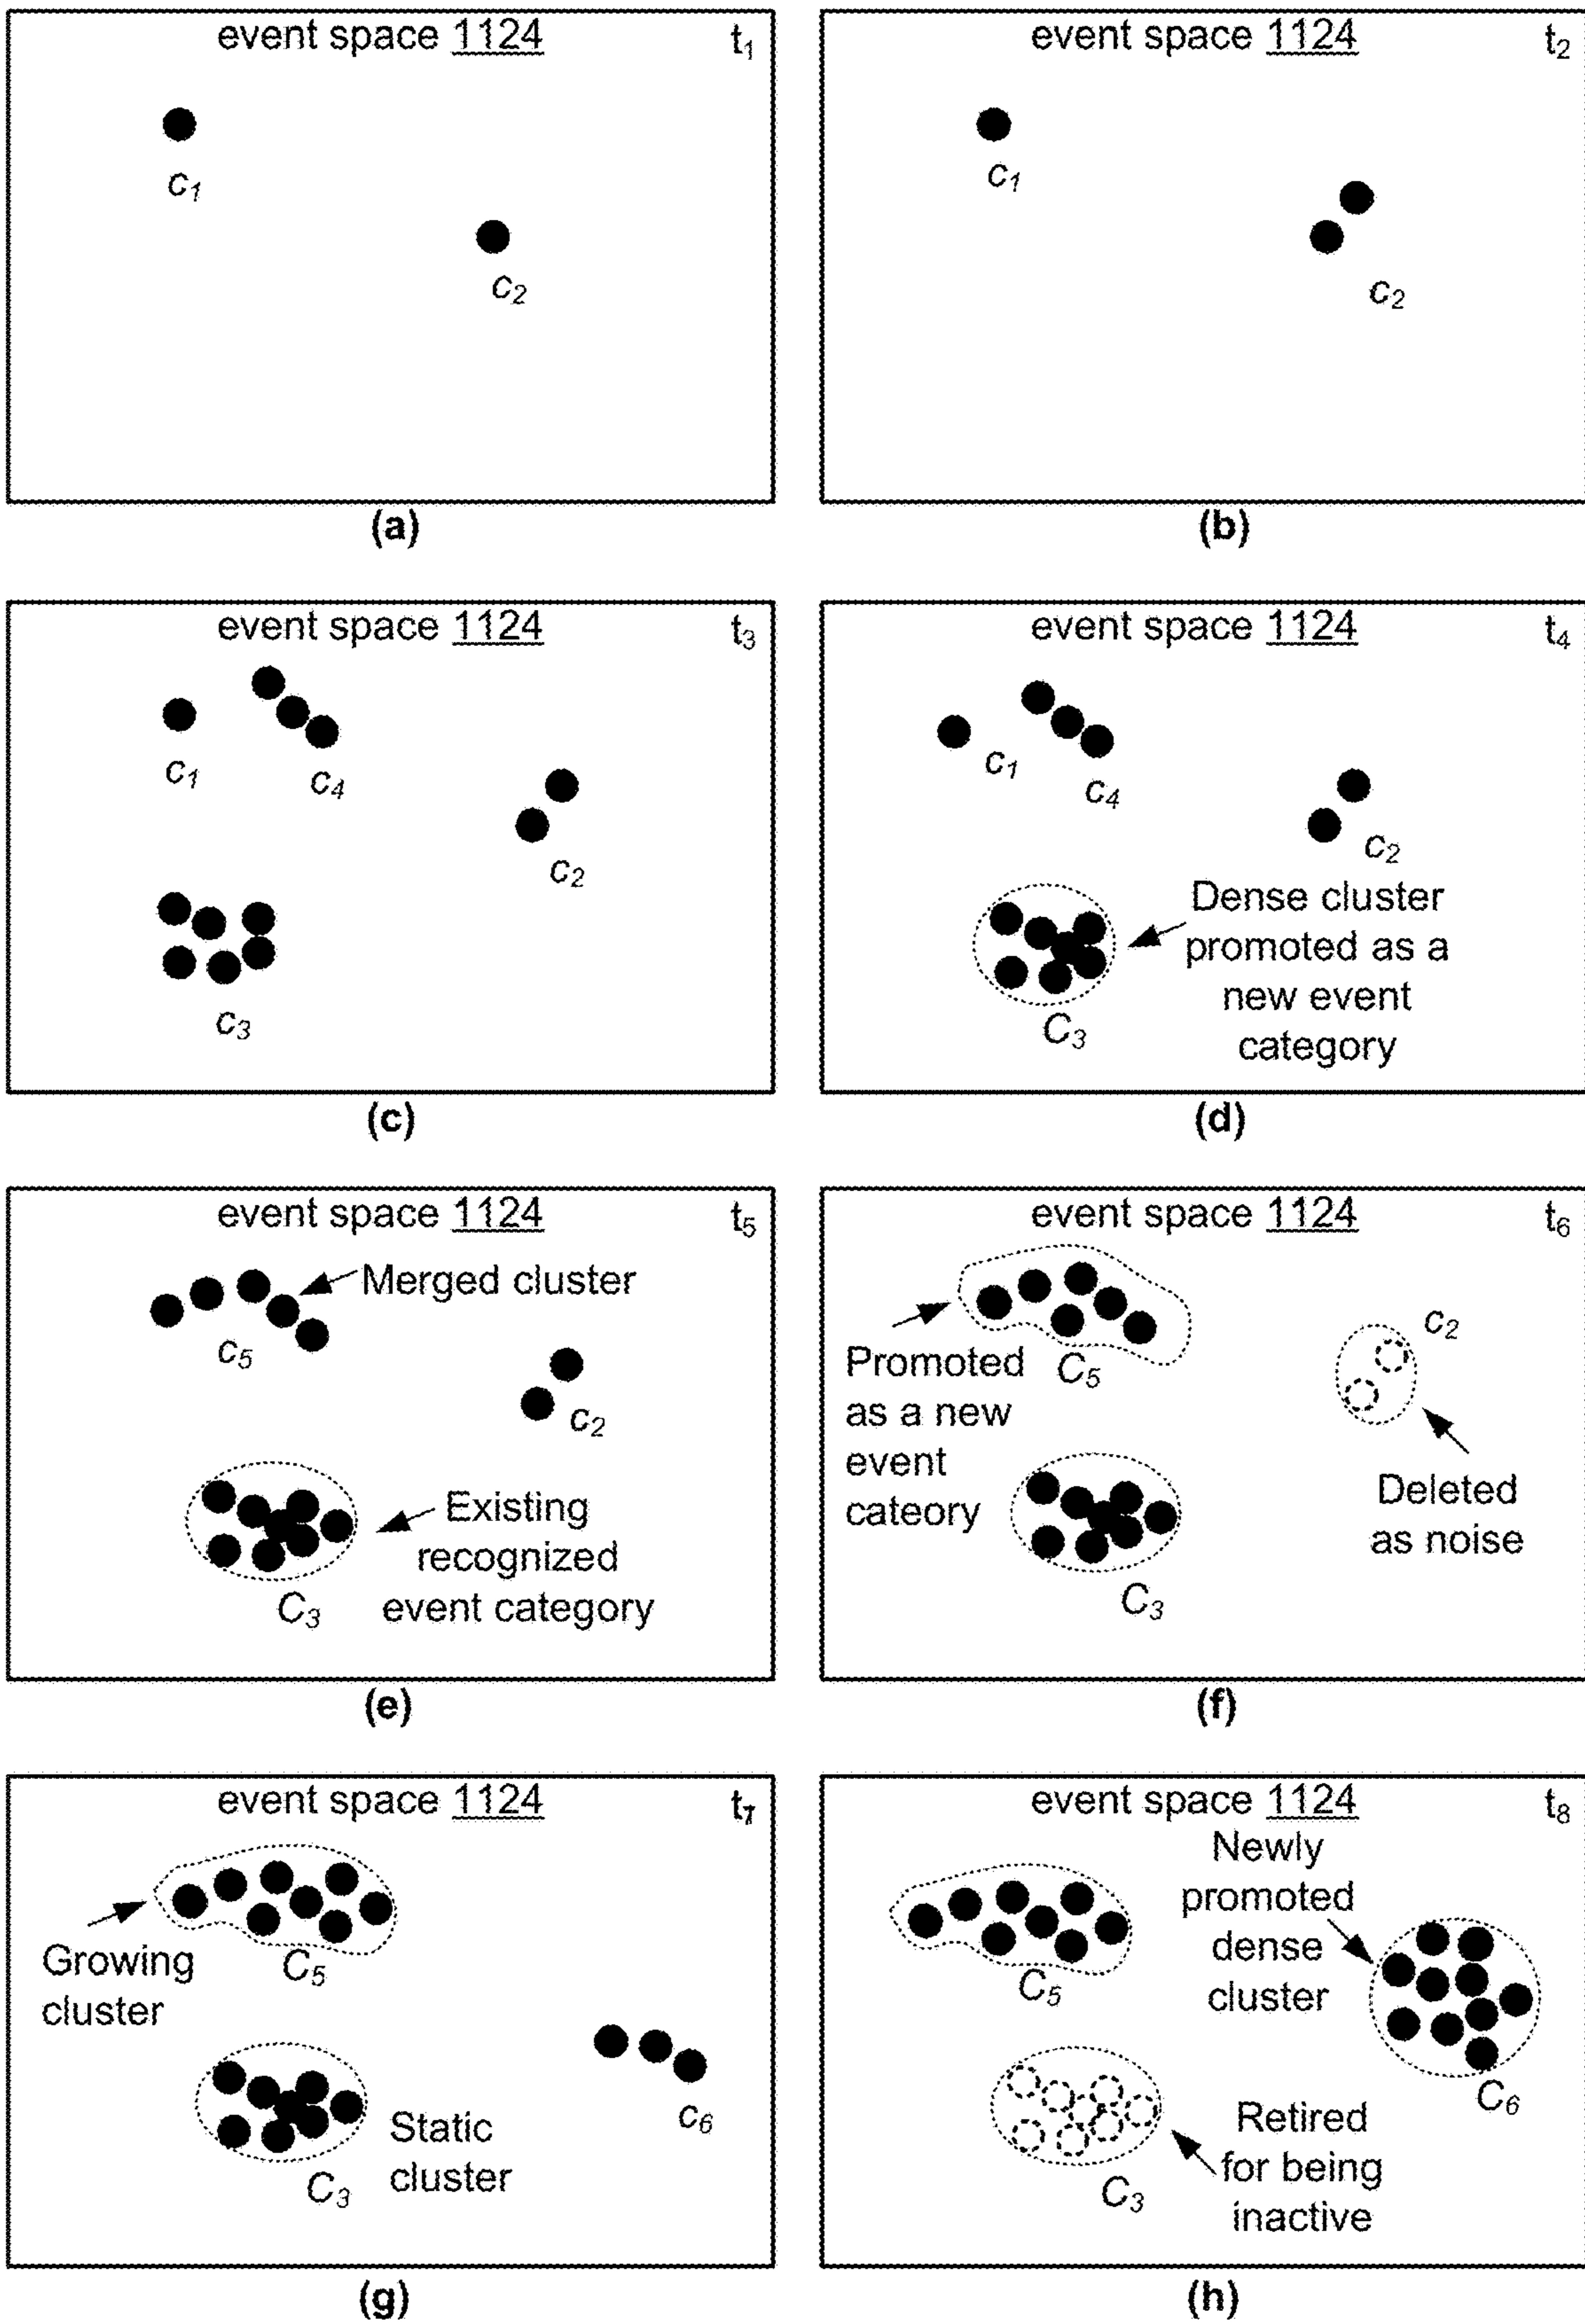 event space 1124 t1
c1
c2
(a)
event space 1124 t2
c1
c2
(b)
event space 1124 t3
c1
c4
c2
c3
(c)
event space 1124 t4
c1
c4
c2
Dense cluster
promoted as a
new event
category
C3
(d)
event space 1124 t5
Merged cluster
c5
c2
Existing
recognized
event category
C3
(e)
event space 1124 t6
c2
Promoted
as a new
event
cateory
C5
Deleted
as noise
C3
(f)
event space 1124 t7
Growing
cluster
C5
c6
Static
cluster
C3
(g)
event space 1124 t8
Newly
promoted
dense
cluster
C5
C6
Retired
for being
inactive
C3
(h)